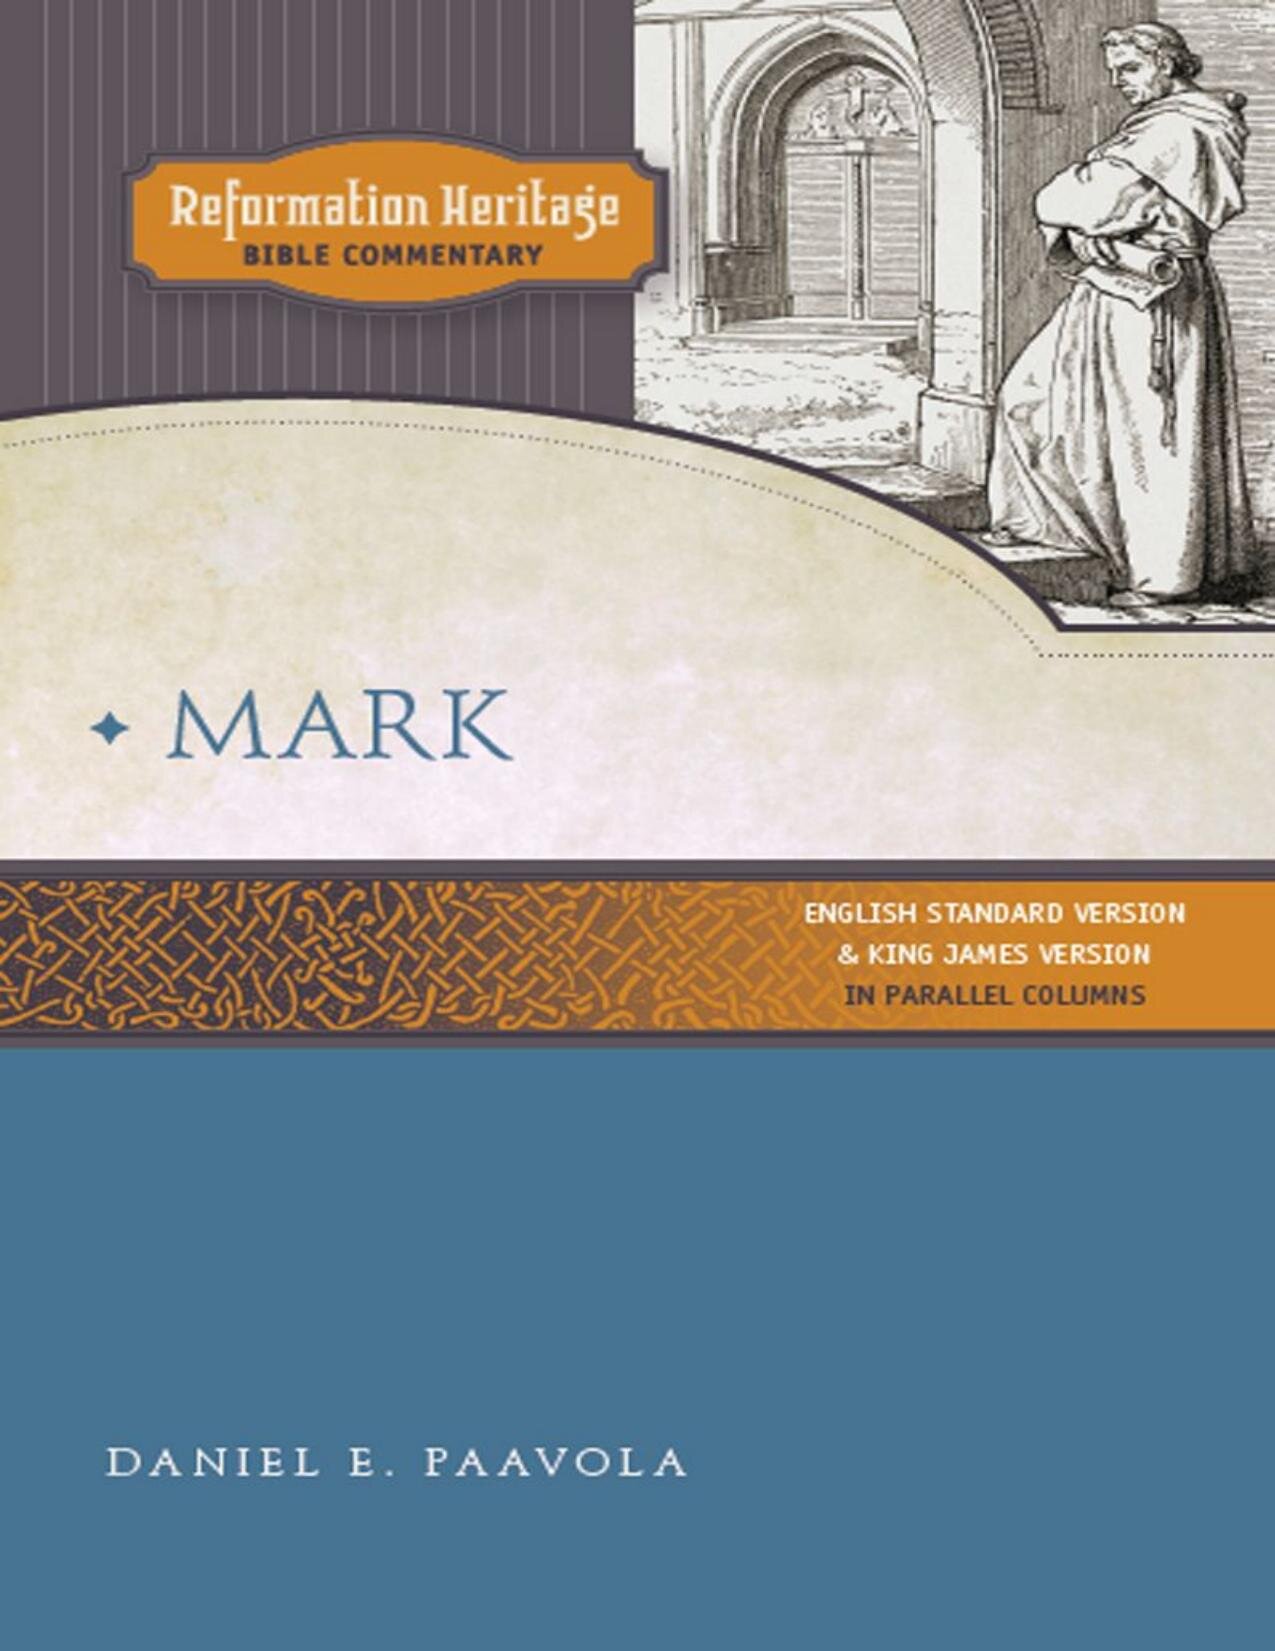 Reformation Heritage
BIBLE COMMENTARY
MARK
ENGLISH STANDARD VERSION
& KING JAMES VERSION
IN PARALLEL COLUMNS
DANIEL E. PAAVOLA